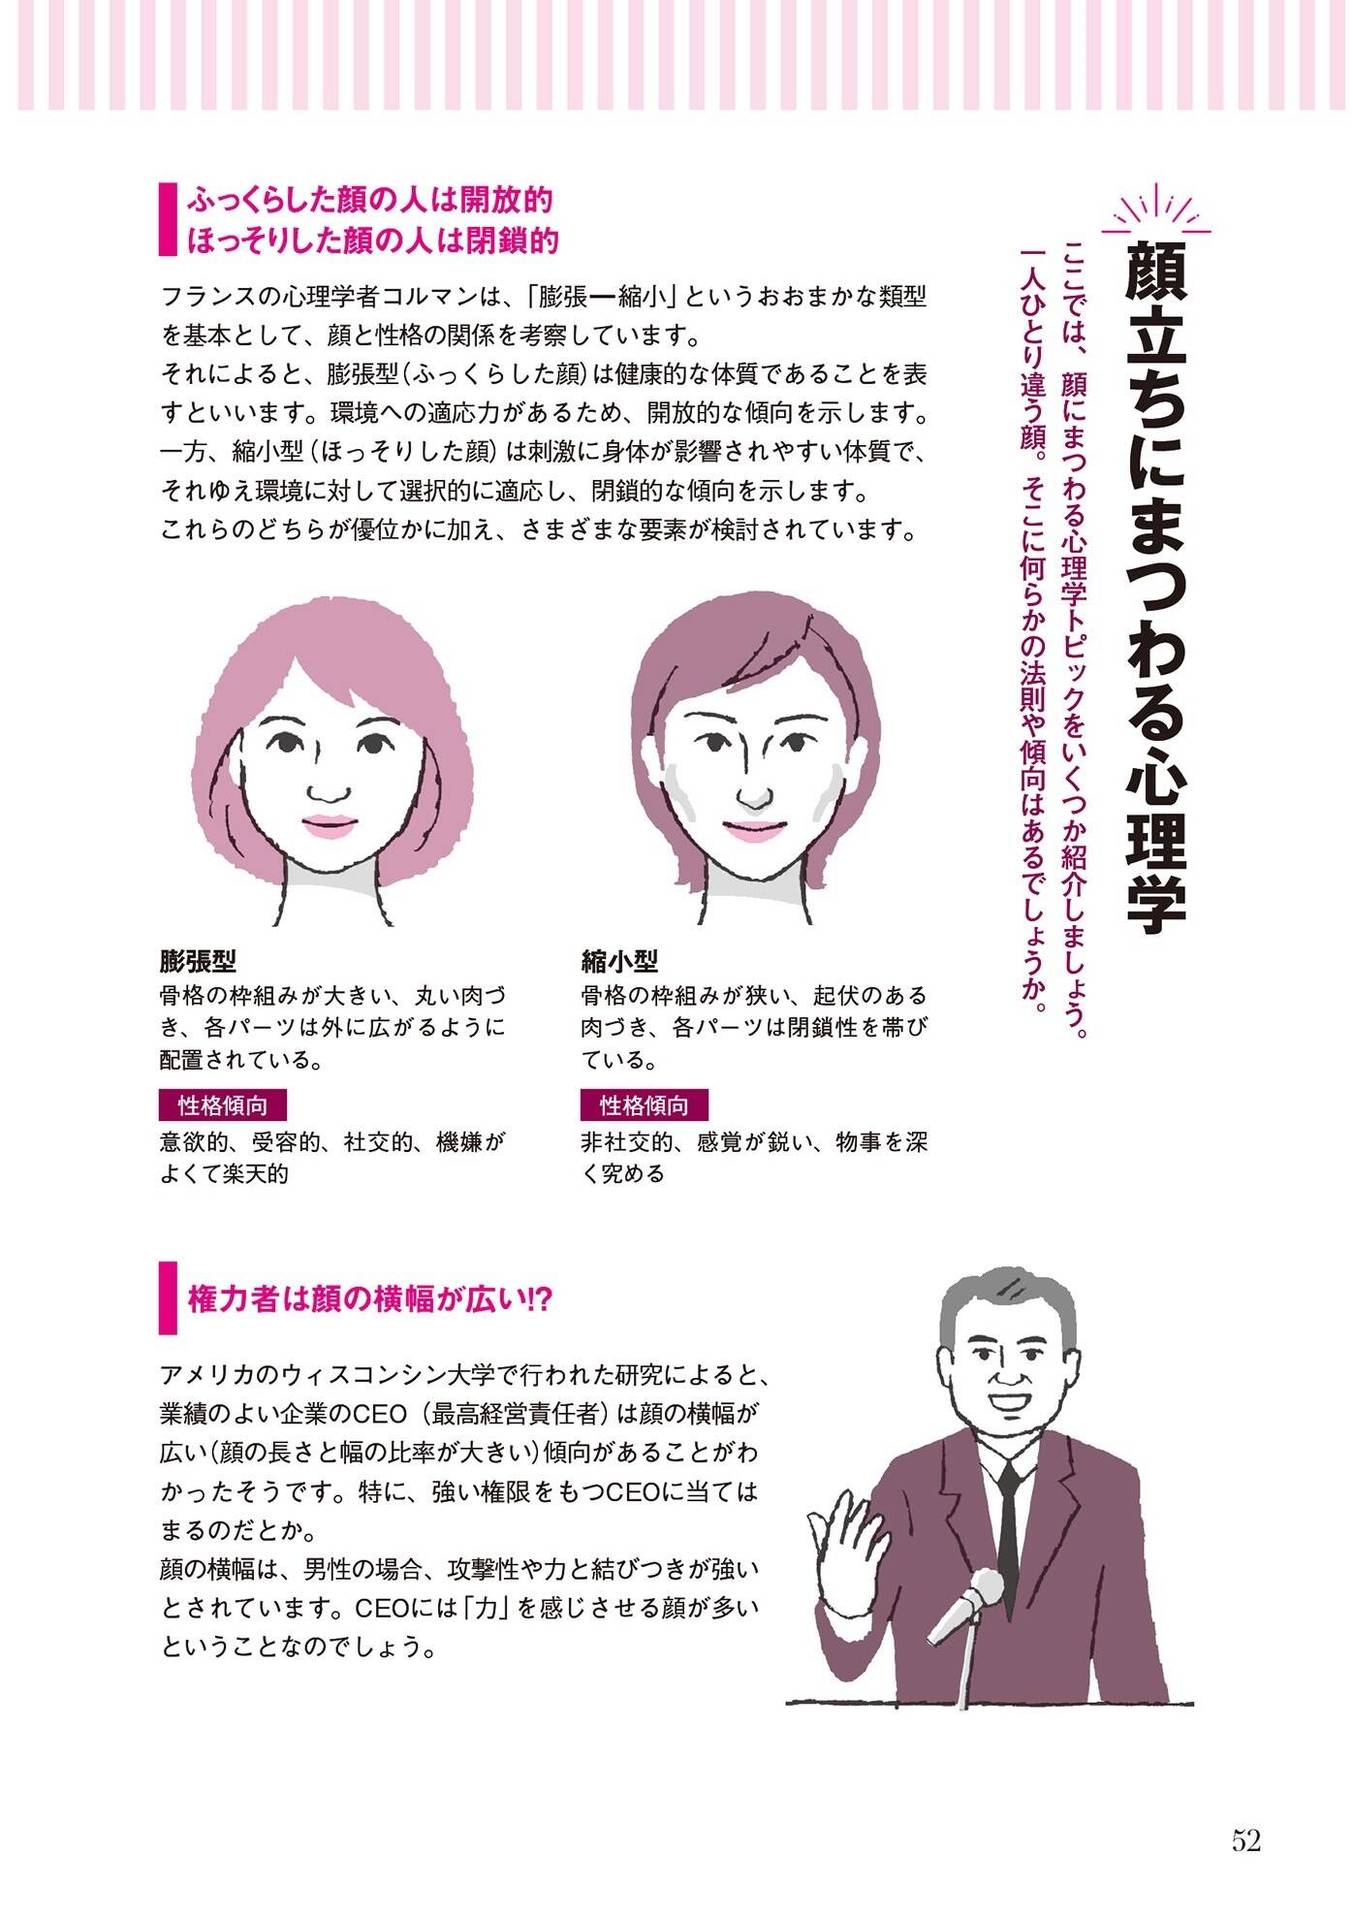 顔立ちにまつわる心理学
ここでは、顔にまつわる心理学トピックをいくつか紹介しましょう。
一人ひとり違う顔。そこに何らかの法則や傾向はあるでしょうか。
ふっくらした顔の人は開放的
ほっそりした顔の人は閉鎖的
フランスの心理学者コルマンは、「膨張―縮小」というおおまかな類型
を基本として、顔と性格の関係を考察しています。
それによると、膨張型（ふっくらした顔）は健康的な体質であることを表
すといいます。環境への適応力があるため、開放的な傾向を示します。
一方、縮小型（ほっそりした顔）は刺激に身体が影響されやすい体質で、
それゆえ環境に対して選択的に適応し、閉鎖的な傾向を示します。
これらのどちらが優位かに加え、さまざまな要素が検討されています。
膨張型
骨格の枠組みが大きい、丸い肉づ
き、各パーツは外に広がるように
配置されている。
性格傾向
意欲的、受容的、社交的、機嫌が
よくて楽天的
縮小型
骨格の枠組みが狭い、起伏のある
肉づき、各パーツは閉鎖性を帯び
ている。
性格傾向
非社交的、感覚が鋭い、物事を深
く究める
権力者は顔の横幅が広い!?
アメリカのウィスコンシン大学で行われた研究によると、
業績のよい企業のCEO（最高経営責任者）は顔の横幅が
広い（顔の長さと幅の比率が大きい）傾向があることがわ
かったそうです。特に、強い権限をもつCEOに当ては
まるのだとか。
顔の横幅は、男性の場合、攻撃性や力と結びつきが強い
とされています。CEOには「力」を感じさせる顔が多い
ということなのでしょう。
52